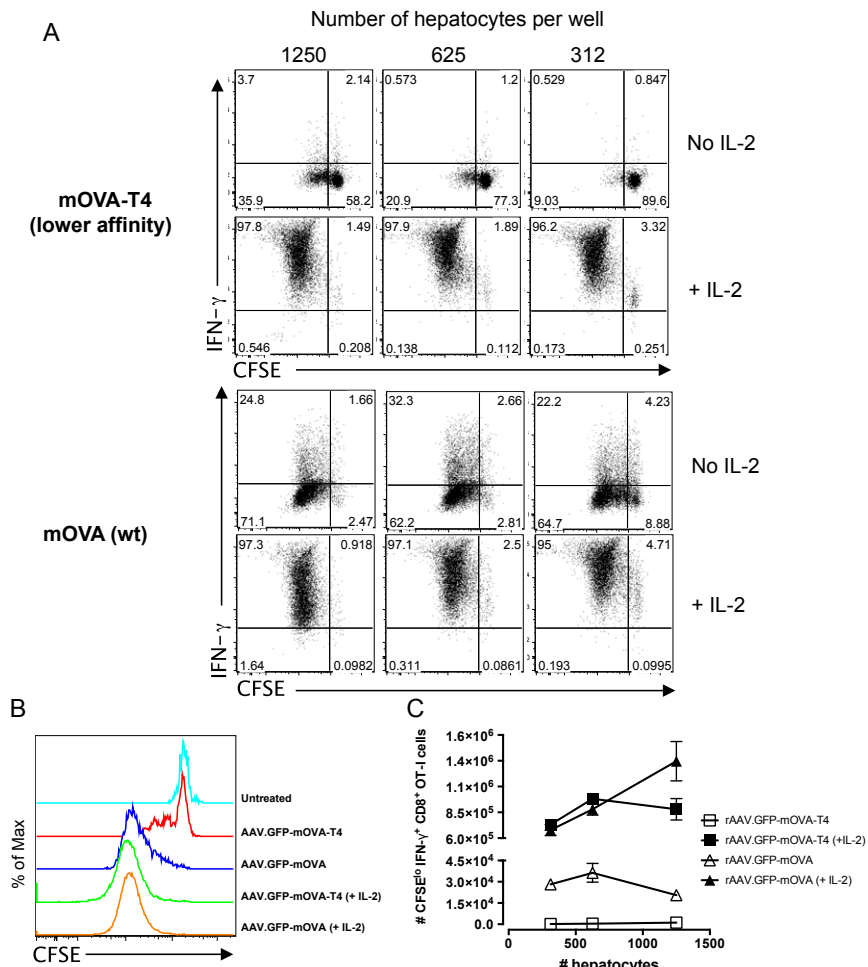 A
Number of hepatocytes per well
1250 625 312
3.7 2.14 0.573 1.2 0.529 0.847
No IL-2
35.9 58.2 20.9 77.3 9.03 89.6
mOVA-T4
(lower affinity)
97.8 1.49 97.9 1.89 96.2 3.32
+ IL-2
0.546 0.208 0.138 0.112 0.173 0.251
IFN-γ
CFSE
24.8 1.66 32.3 2.66 22.2 4.23
No IL-2
71.1 2.47 62.2 2.81 64.7 8.88
mOVA (wt)
97.3 0.918 97.1 2.5 95 4.71
+ IL-2
1.64 0.0982 0.311 0.0861 0.193 0.0995
IFN-γ
CFSE
B
% of Max
Untreated
AAV.GFP-mOVA-T4
AAV.GFP-mOVA
AAV.GFP-mOVA-T4 (+ IL-2)
AAV.GFP-mOVA (+ IL-2)
CFSE
C
# CFSEˡᵒ IFN-γ⁺ CD8⁺ OT-I cells
1.6×10⁶
1.4×10⁶
1.1×10⁶
8.5×10⁵
6.0×10⁵
4.5×10⁴
3.0×10⁴
1.5×10⁴
0.0
0 500 1000 1500
# hepatocytes
rAAV.GFP-mOVA-T4
rAAV.GFP-mOVA-T4 (+IL-2)
rAAV.GFP-mOVA
rAAV.GFP-mOVA (+ IL-2)